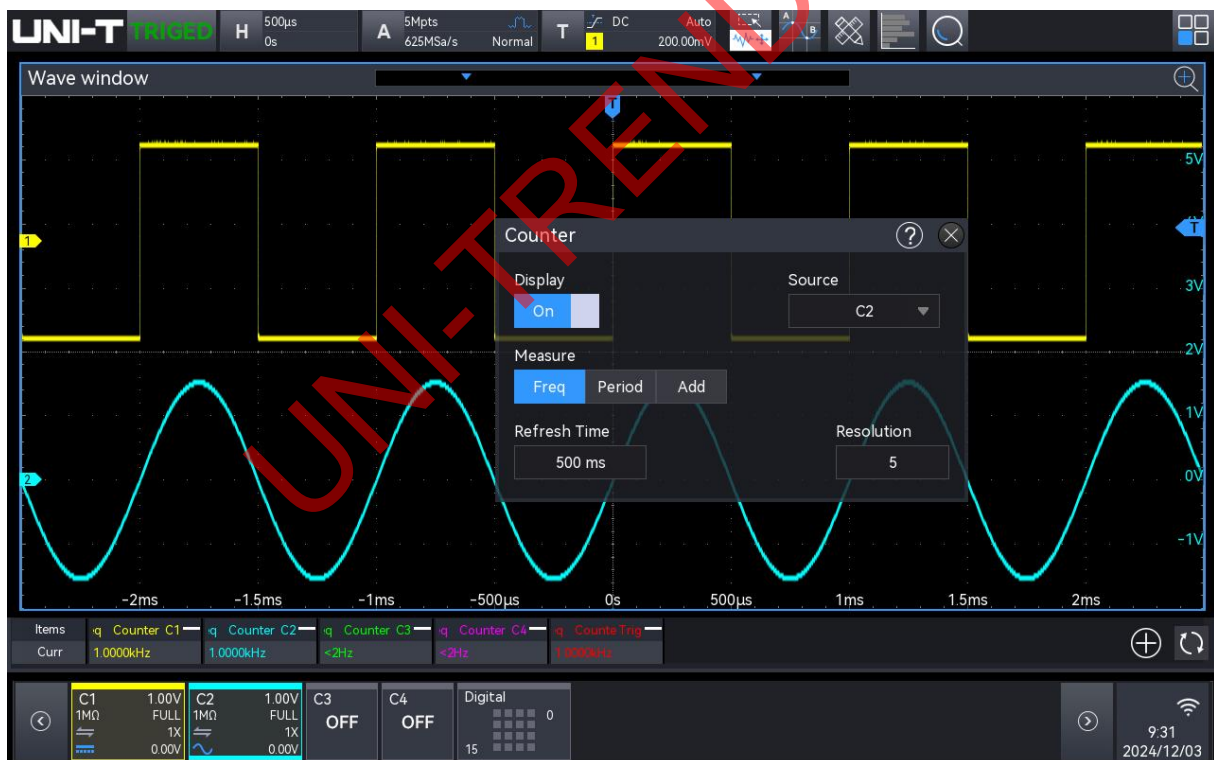 UNI-T TRIGED H 500µs 0s A 5Mpts 625MSa/s Normal T DC 1 Auto 200.00mV A B
Wave window
T
5V
1
T
3V
2V
1V
2
0V
-1V
Counter ?
Display Source
On C2
Measure
Freq Period Add
Refresh Time Resolution
500 ms 5
UNI-TREND
-2ms -1.5ms -1ms -500µs 0s 500µs 1ms 1.5ms 2ms
Items q Counter C1 q Counter C2 q Counter C3 q Counter C4 q Counte Trig
Curr 1.0000kHz 1.0000kHz <2Hz <2Hz 1.0000kHz
C1 1.00V C2 1.00V C3 C4 Digital
1MΩ FULL 1MΩ FULL OFF OFF 0
1X 1X
0.00V 0.00V 15
9:31
2024/12/03